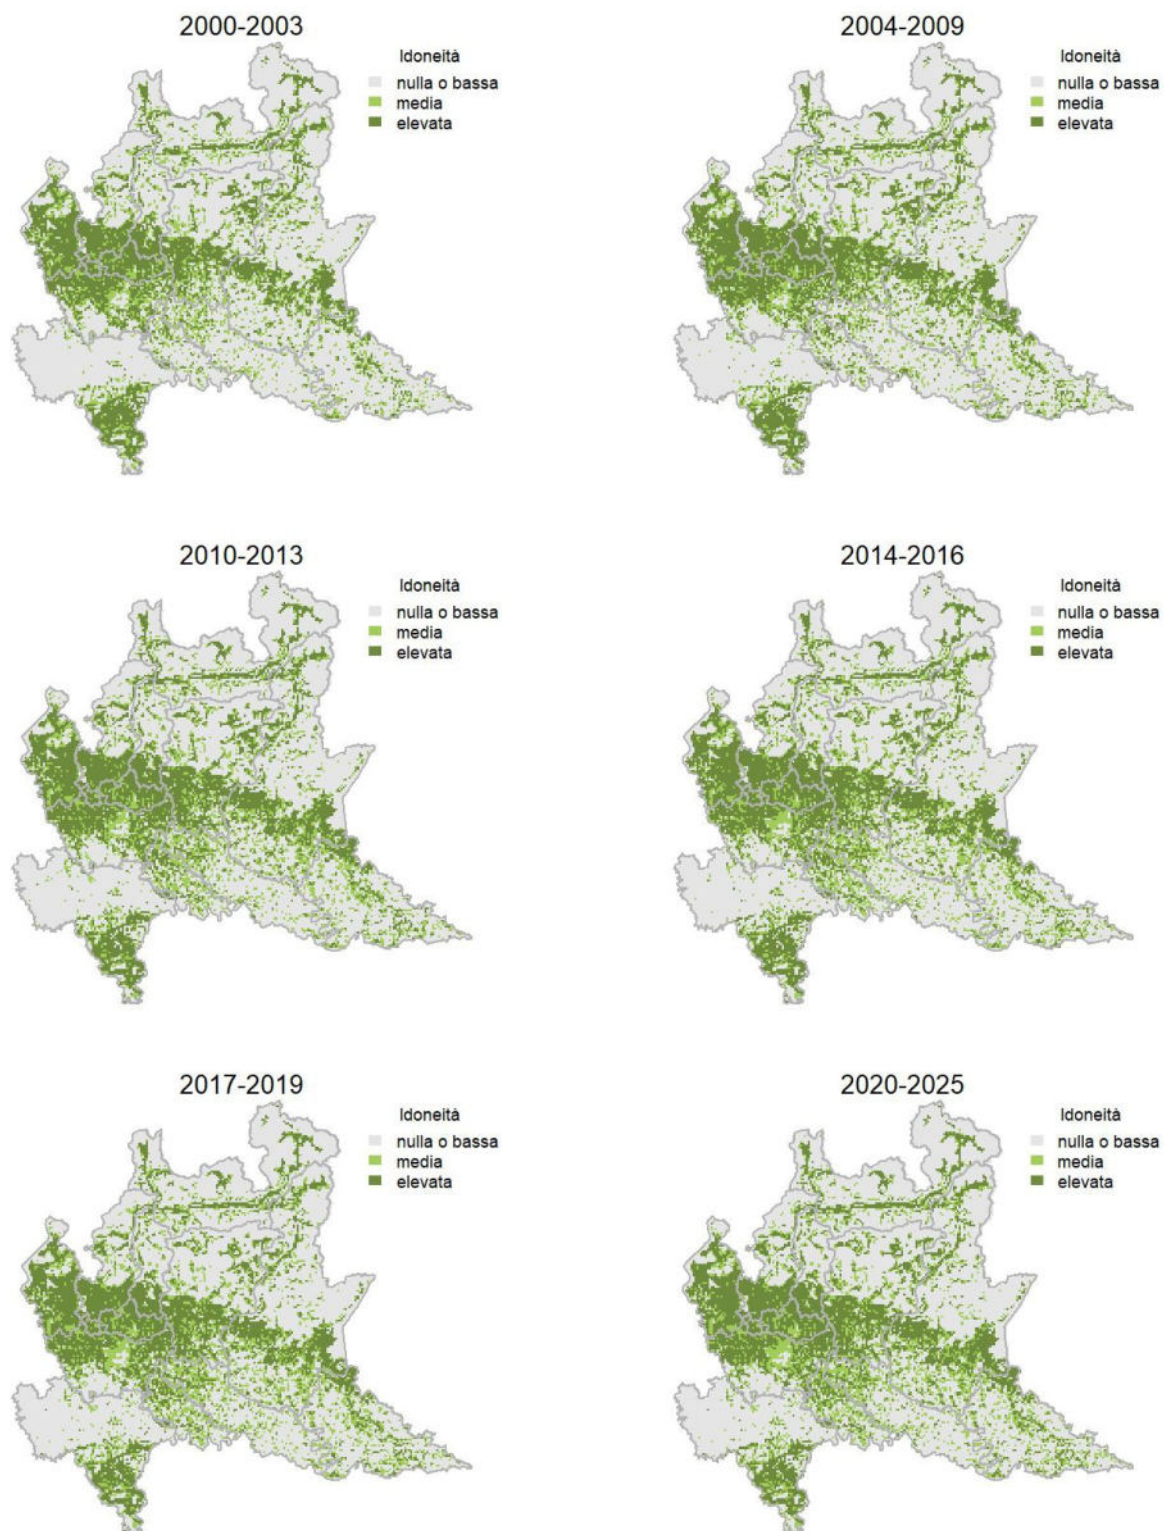 2000-2003
Idoneità
nulla o bassa
media
elevata
2004-2009
Idoneità
nulla o bassa
media
elevata
2010-2013
Idoneità
nulla o bassa
media
elevata
2014-2016
Idoneità
nulla o bassa
media
elevata
2017-2019
Idoneità
nulla o bassa
media
elevata
2020-2025
Idoneità
nulla o bassa
media
elevata